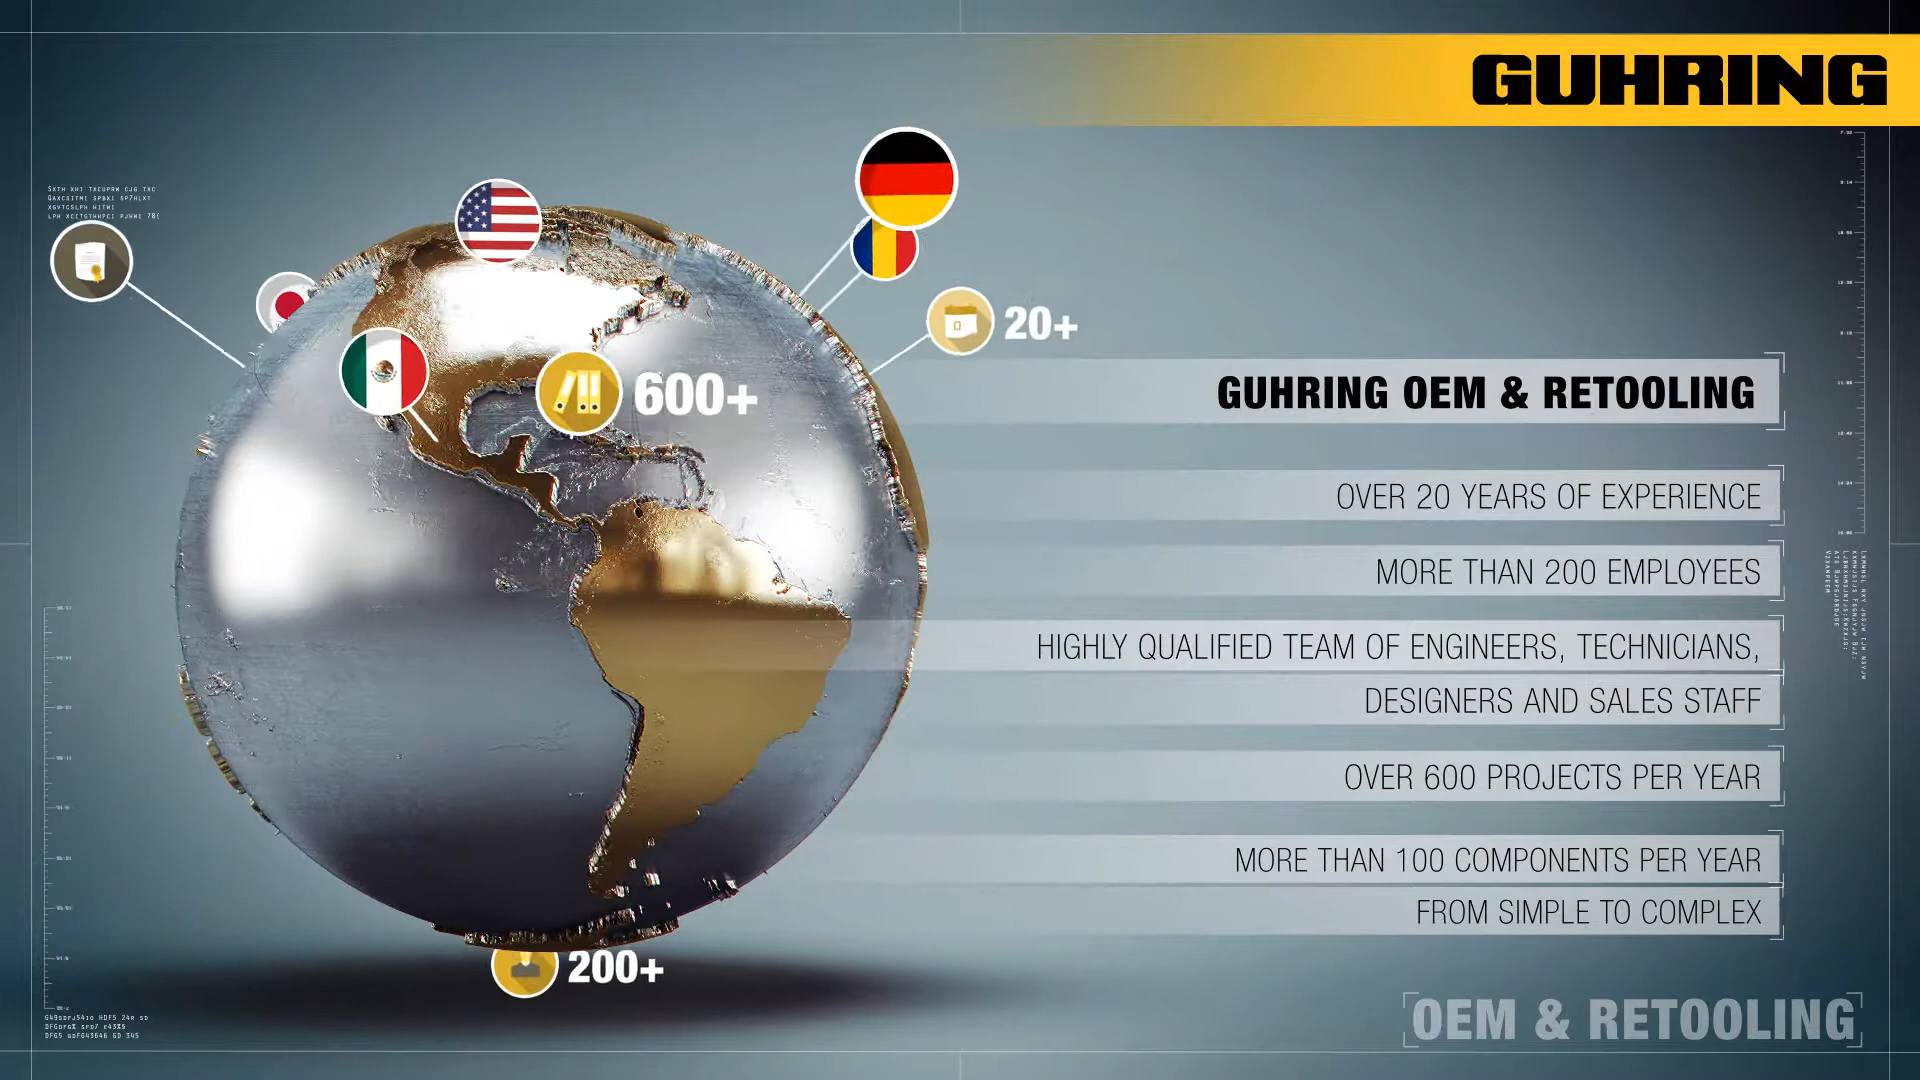 GUHRING
20+
600+
GUHRING OEM & RETOOLING
OVER 20 YEARS OF EXPERIENCE
MORE THAN 200 EMPLOYEES
HIGHLY QUALIFIED TEAM OF ENGINEERS, TECHNICIANS,
DESIGNERS AND SALES STAFF
OVER 600 PROJECTS PER YEAR
MORE THAN 100 COMPONENTS PER YEAR
FROM SIMPLE TO COMPLEX
200+
OEM & RETOOLING